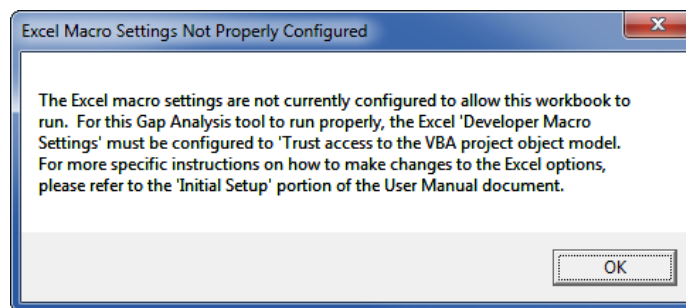 Excel Macro Settings Not Properly Configured
The Excel macro settings are not currently configured to allow this workbook to
run.  For this Gap Analysis tool to run properly, the Excel 'Developer Macro
Settings' must be configured to 'Trust access to the VBA project object model.
For more specific instructions on how to make changes to the Excel options,
please refer to the 'Initial Setup' portion of the User Manual document.
OK